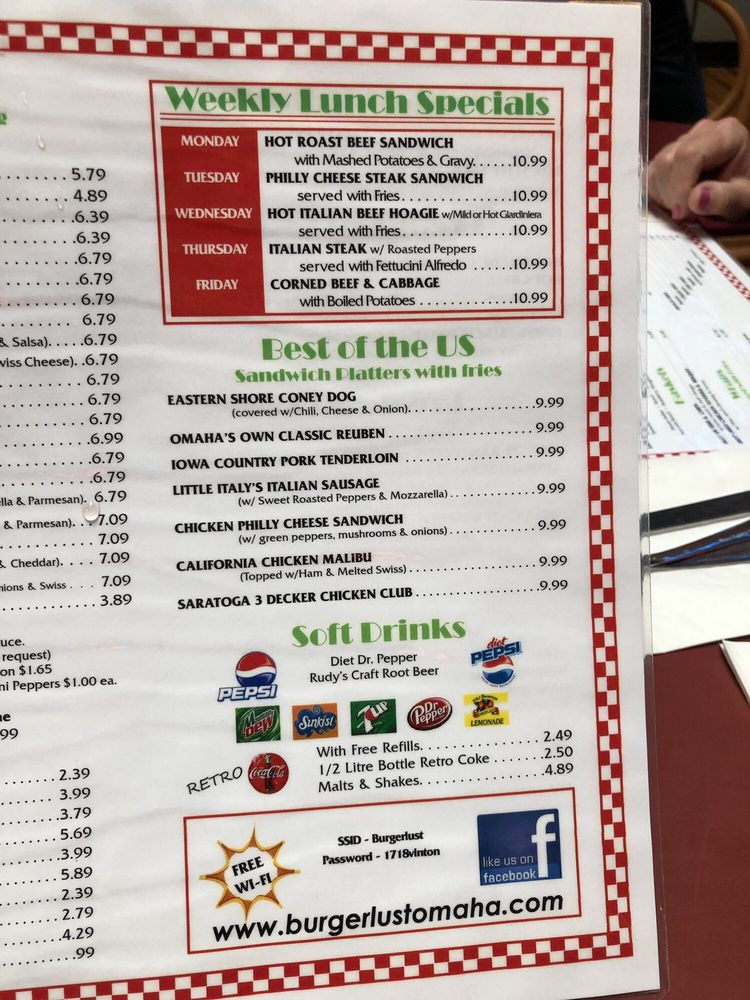 Weekly Lunch Specials
MONDAY HOT ROAST BEEF SANDWICH
with Mashed Potatoes & Gravy......10.99
TUESDAY PHILLY CHEESE STEAK SANDWICH
served with Fries....................10.99
WEDNESDAY HOT ITALIAN BEEF HOAGIE w/Mild or Hot Giardiniera
served with Fries....................10.99
THURSDAY ITALIAN STEAK w/ Roasted Peppers
served with Fettucini Alfredo ......10.99
FRIDAY CORNED BEEF & CABBAGE
with Boiled Potatoes ..............10.99
Best of the US
Sandwich Platters with fries
EASTERN SHORE CONEY DOG
(covered w/Chili, Cheese & Onion)....................9.99
OMAHA'S OWN CLASSIC REUBEN......................9.99
IOWA COUNTRY PORK TENDERLOIN ...................9.99
LITTLE ITALY'S ITALIAN SAUSAGE
(w/ Sweet Roasted Peppers & Mozzarella)..............9.99
CHICKEN PHILLY CHEESE SANDWICH
(w/ green peppers, mushrooms & onions)..............9.99
CALIFORNIA CHICKEN MALIBU
(Topped w/Ham & Melted Swiss)....................9.99
SARATOGA 3 DECKER CHICKEN CLUB..................9.99
Soft Drinks
PEPSI
Diet Dr. Pepper
Rudy's Craft Root Beer
diet PEPSI
Mountain Dew
Sunkist
7UP
Dr Pepper
LEMONADE
RETRO Coca-Cola
With Free Refills....................2.49
1/2 Litre Bottle Retro Coke........2.50
Malts & Shakes....................4.89
FREE
WI-FI
SSID - Burgerlust
Password - 1718vinton
like us on
facebook
www.burgerlustomaha.com
......5.79
......4.89
......6.39
......6.39
......6.79
......6.79
......6.79
......6.79
& Salsa)......6.79
wiss Cheese)..6.79
......6.79
......6.79
......6.79
......6.99
......6.79
......6.79
lla & Parmesan). 6.79
& Parmesan)...7.09
......7.09
& Cheddar).....7.09
nions & Swiss ....7.09
......3.89
uce.
request)
on $1.65
ni Peppers $1.00 ea.
ne
99
......2.39
......3.99
......3.79
......5.69
......3.99
......5.89
......2.39
......2.79
......4.29
......99